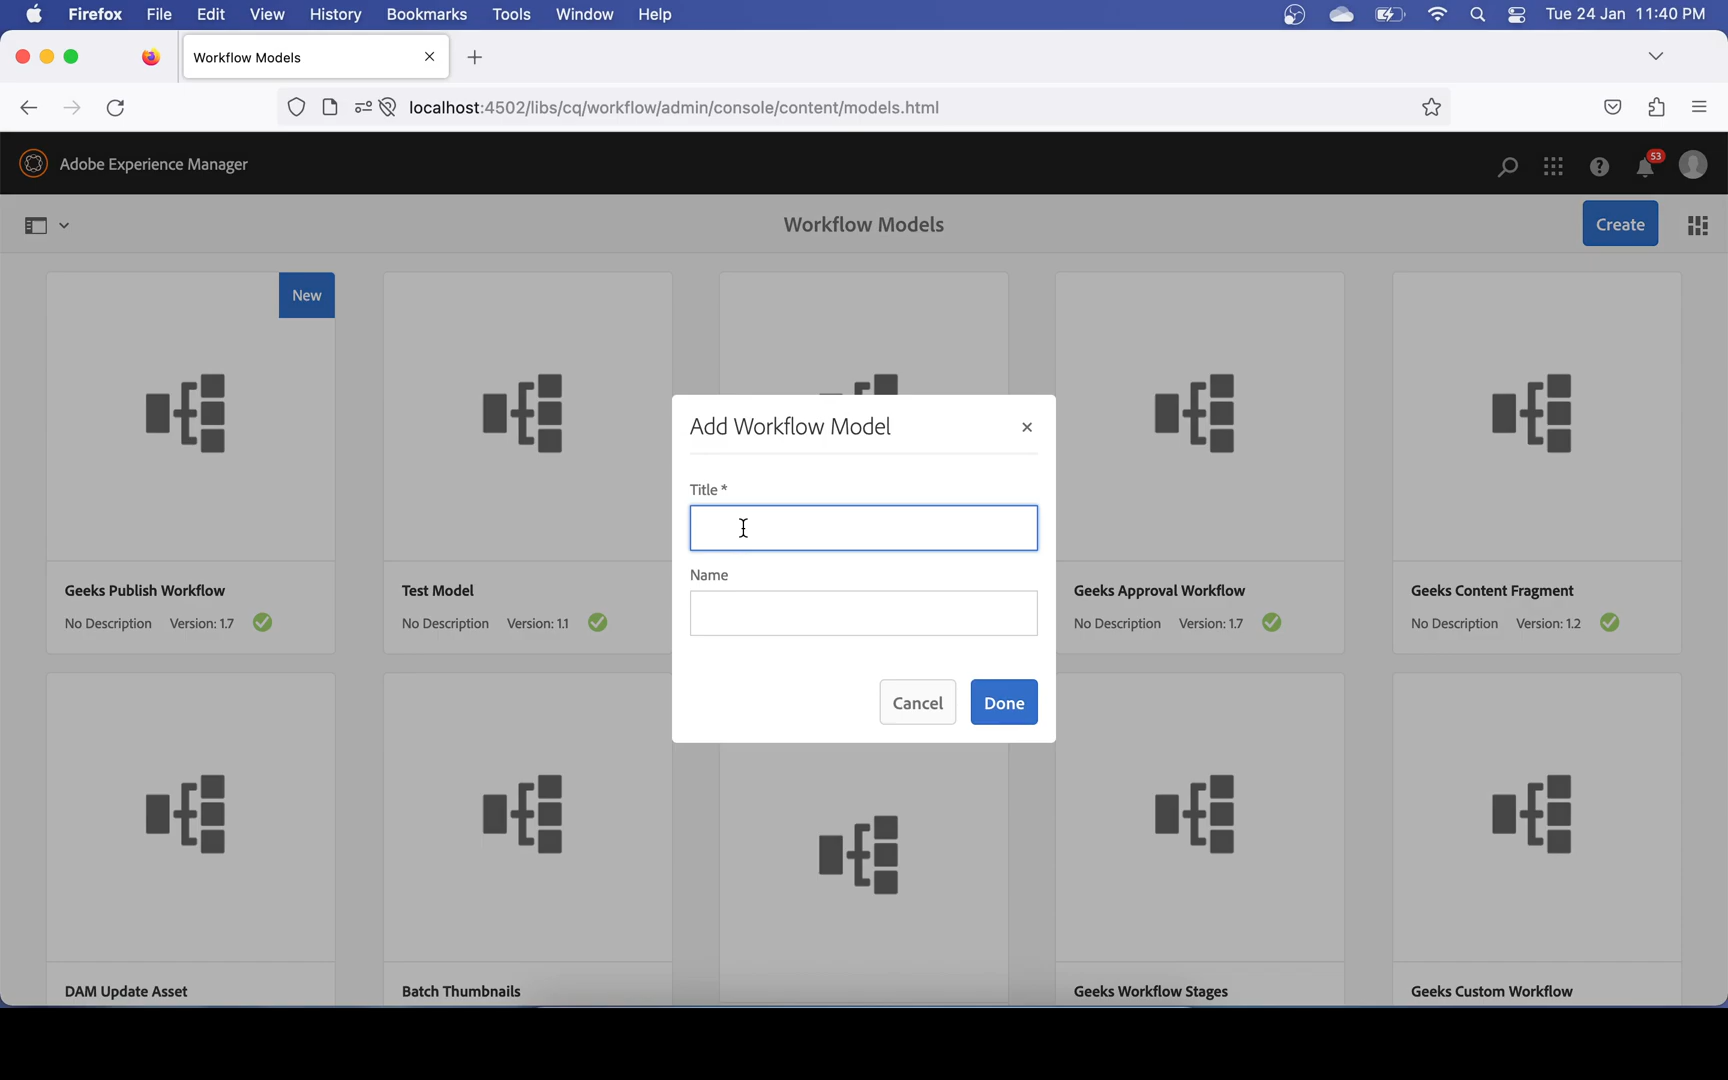 Firefox File Edit View History Bookmarks Tools Window Help Tue 24 Jan 11:40 PM
Workflow Models
localhost:4502/libs/cq/workflow/admin/console/content/models.html
Adobe Experience Manager 53
Workflow Models Create
New
Add Workflow Model
Title *
Name
Cancel Done
Geeks Publish Workflow Test Model Geeks Approval Workflow Geeks Content Fragment
No Description Version: 1.7 No Description Version: 1.1 No Description Version: 1.7 No Description Version: 1.2
DAM Update Asset Batch Thumbnails Geeks Workflow Stages Geeks Custom Workflow